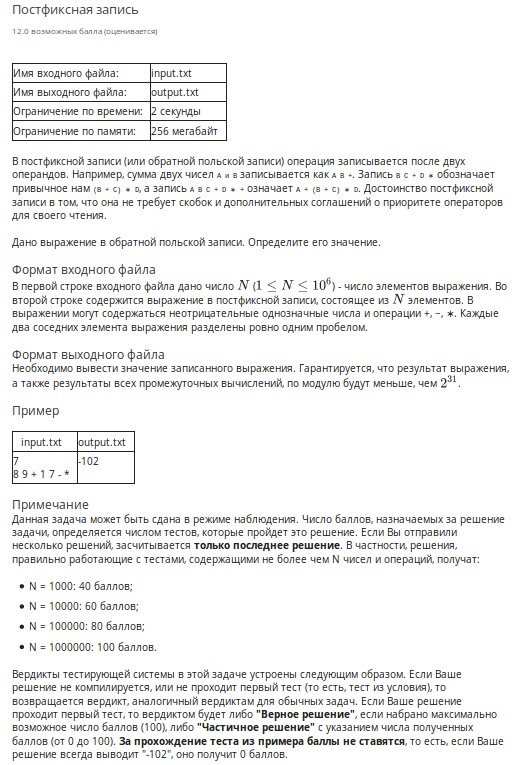 Постфиксная запись
12.0 возможных балла (оценивается)
Имя входного файла: input.txt
Имя выходного файла: output.txt
Ограничение по времени: 2 секунды
Ограничение по памяти: 256 мегабайт
В постфиксной записи (или обратной польской записи) операция записывается после двух
операндов. Например, сумма двух чисел A и B записывается как A B +. Запись B C + D ∗ обозначает
привычное нам (B + C) ∗ D, а запись A B C + D ∗ + означает A + (B + C) ∗ D. Достоинство постфиксной
записи в том, что она не требует скобок и дополнительных соглашений о приоритете операторов
для своего чтения.
Дано выражение в обратной польской записи. Определите его значение.
Формат входного файла
В первой строке входного файла дано число N (1 ≤ N ≤ 10⁶) - число элементов выражения. Во
второй строке содержится выражение в постфиксной записи, состоящее из N элементов. В
выражении могут содержаться неотрицательные однозначные числа и операции +, −, ∗. Каждые
два соседних элемента выражения разделены ровно одним пробелом.
Формат выходного файла
Необходимо вывести значение записанного выражения. Гарантируется, что результат выражения,
а также результаты всех промежуточных вычислений, по модулю будут меньше, чем 2³¹.
Пример
input.txt output.txt
7 -102
8 9 + 1 7 - *
Примечание
Данная задача может быть сдана в режиме наблюдения. Число баллов, назначаемых за решение
задачи, определяется числом тестов, которые пройдет это решение. Если Вы отправили
несколько решений, засчитывается только последнее решение. В частности, решения,
правильно работающие с тестами, содержащими не более чем N чисел и операций, получат:
• N = 1000: 40 баллов;
• N = 10000: 60 баллов;
• N = 100000: 80 баллов;
• N = 1000000: 100 баллов.
Вердикты тестирующей системы в этой задаче устроены следующим образом. Если Ваше
решение не компилируется, или не проходит первый тест (то есть, тест из условия), то
возвращается вердикт, аналогичный вердиктам для обычных задач. Если Ваше решение
проходит первый тест, то вердиктом будет либо "Верное решение", если набрано максимально
возможное число баллов (100), либо "Частичное решение" с указанием числа полученных
баллов (от 0 до 100). За прохождение теста из примера баллы не ставятся, то есть, если Ваше
решение всегда выводит "-102", оно получит 0 баллов.